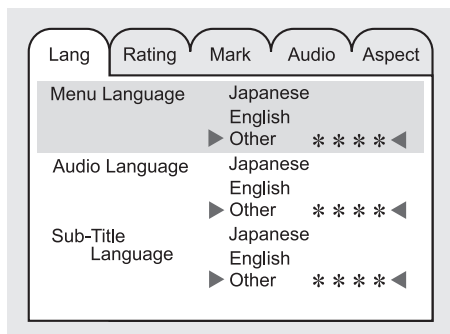 Lang Rating Mark Audio Aspect
Menu Language Japanese
English
Other ＊＊＊＊
Audio Language Japanese
English
Other ＊＊＊＊
Sub-Title Japanese
Language English
Other ＊＊＊＊